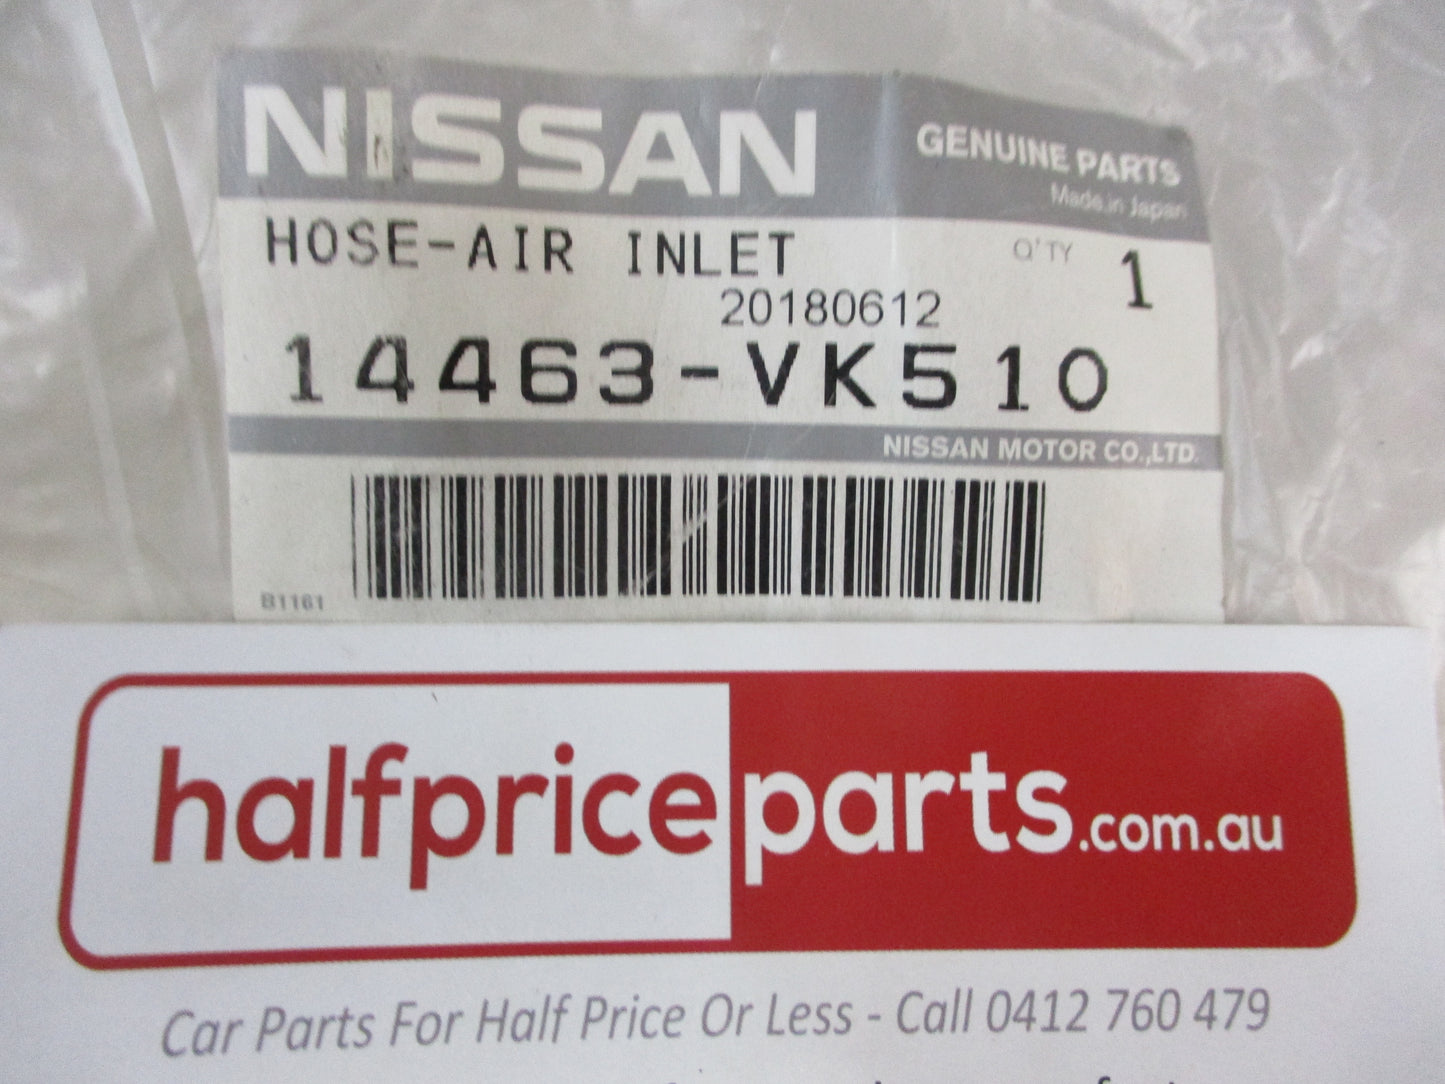 NISSAN
GENUINE PARTS
Made in Japan
HOSE-AIR INLET
Q'TY 1
20180612
14463-VK510
NISSAN MOTOR CO.,LTD.
B1161
halfpriceparts.com.au
Car Parts For Half Price Or Less - Call 0412 760 479